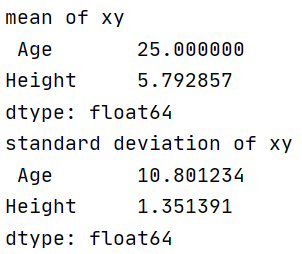 mean of xy
 Age       25.000000
Height     5.792857
dtype: float64
standard deviation of xy
 Age       10.801234
Height     1.351391
dtype: float64